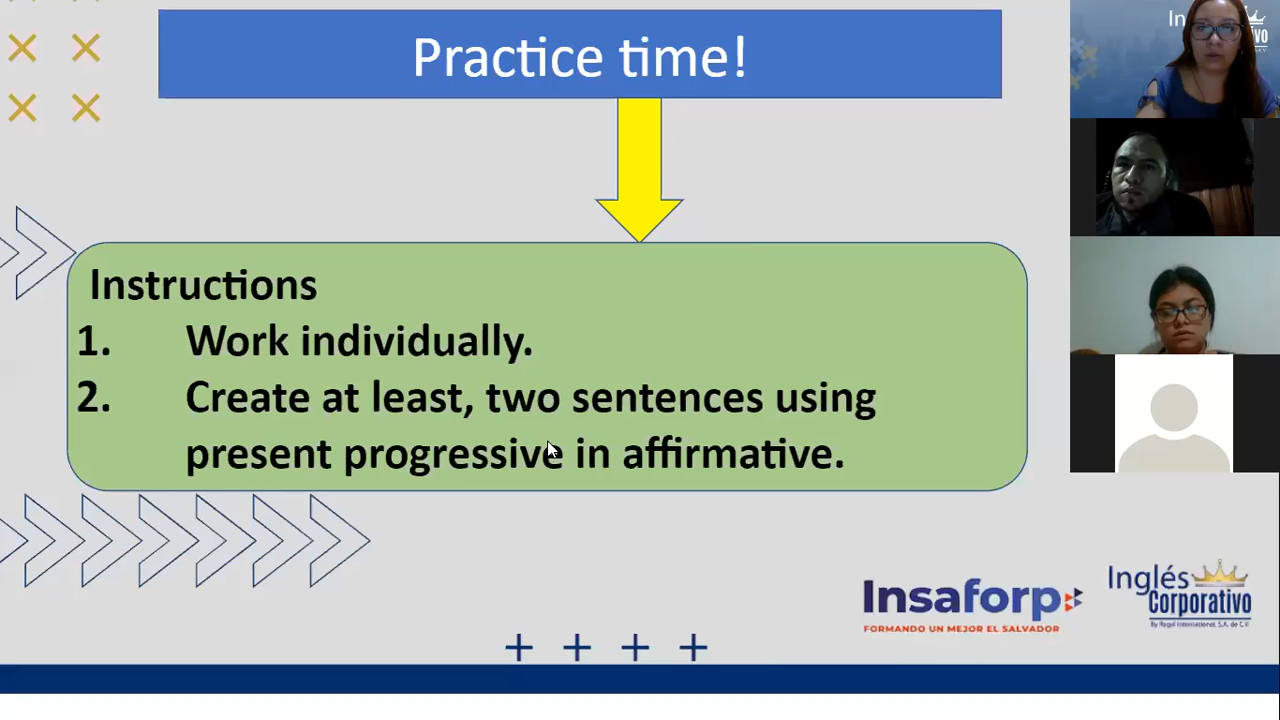 Practice time!
Instructions
1. Work individually.
2. Create at least, two sentences using
present progressive in affirmative.
Insaforp
FORMANDO UN MEJOR EL SALVADOR
Inglés
Corporativo